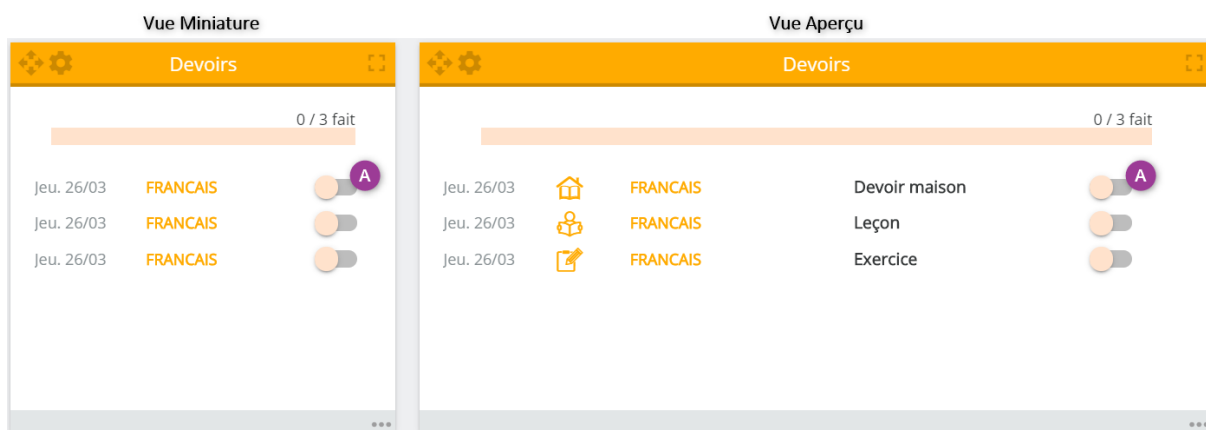 Vue Miniature
Vue Aperçu
Devoirs
0 / 3 fait
Jeu. 26/03 FRANCAIS A
Jeu. 26/03 FRANCAIS
Jeu. 26/03 FRANCAIS
Devoirs
0 / 3 fait
Jeu. 26/03 FRANCAIS Devoir maison A
Jeu. 26/03 FRANCAIS Leçon
Jeu. 26/03 FRANCAIS Exercice